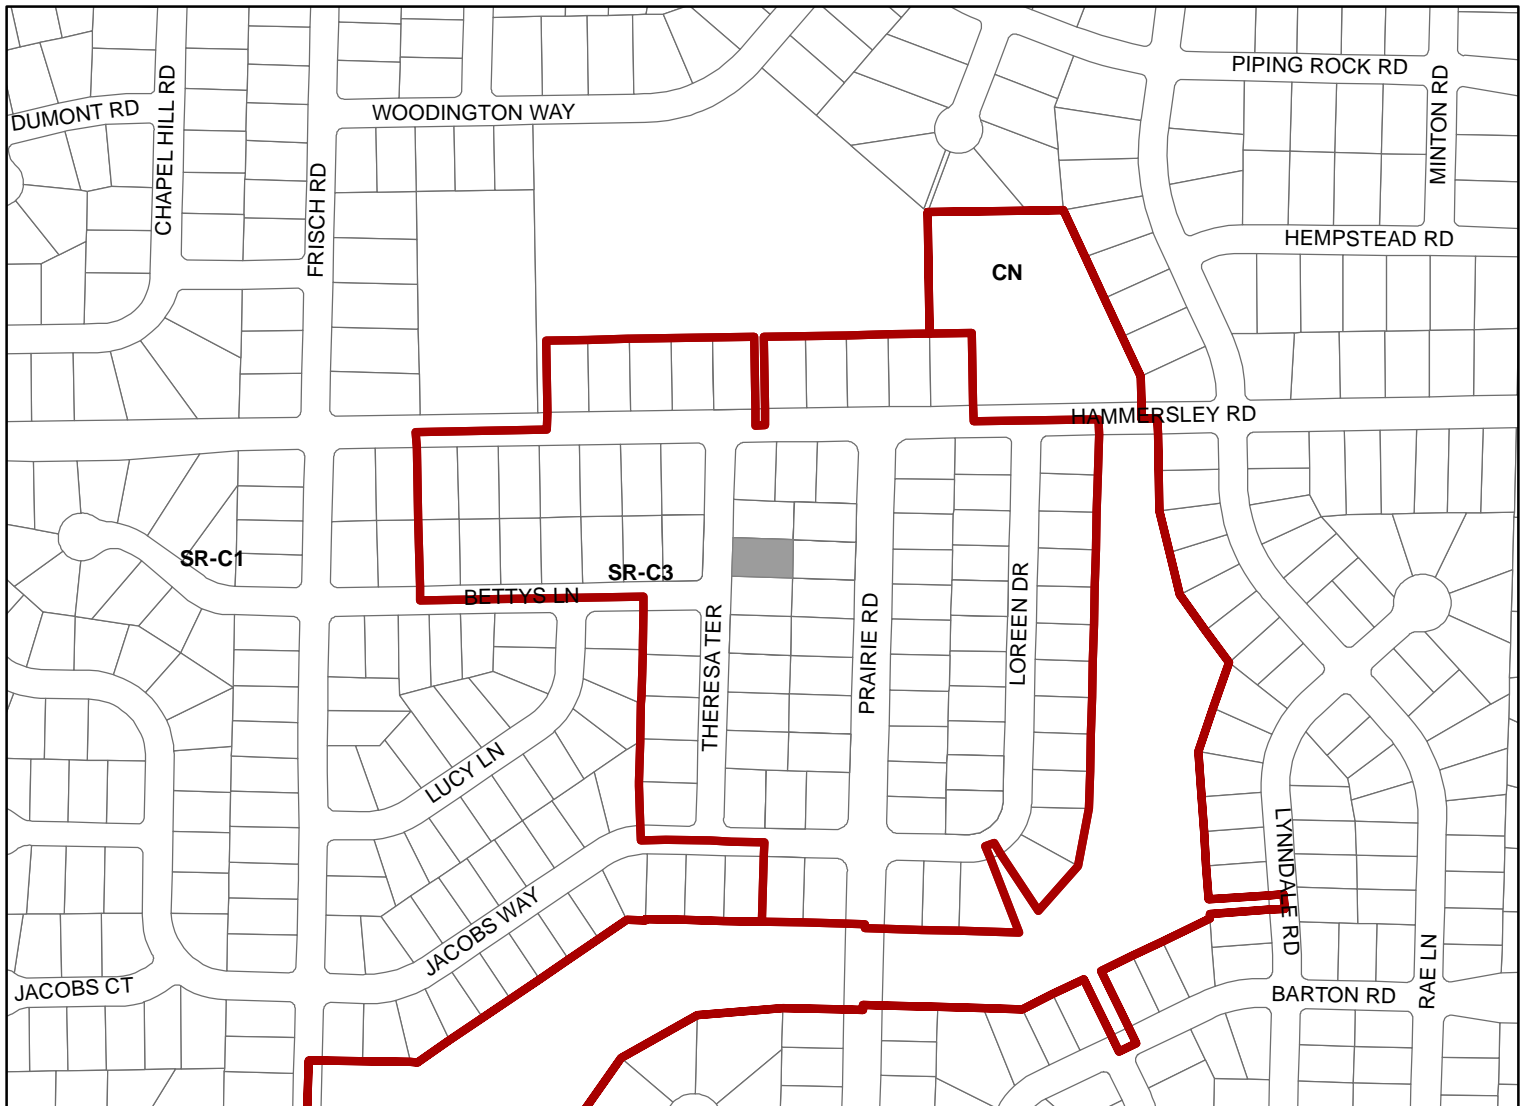 PIPING ROCK RD
DUMONT RD
WOODINGTON WAY
CHAPEL HILL RD
MINTON RD
FRISCH RD
HEMPSTEAD RD
CN
HAMMERSLEY RD
SR-C1
SR-C3
BETTYS LN
THERESA TER
PRAIRIE RD
LOREEN DR
LUCY LN
LYNNDALE RD
JACOBS WAY
JACOBS CT
BARTON RD
RAE LN